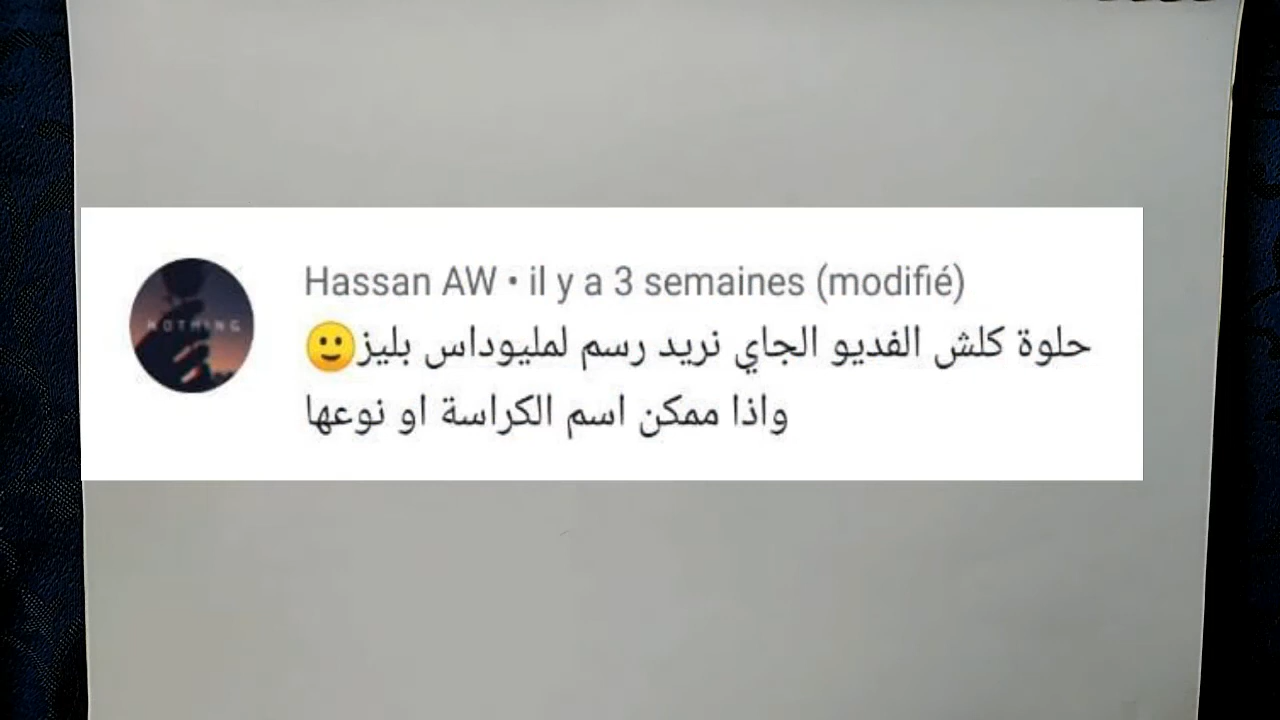 Hassan AW • il y a 3 semaines (modifié)
حلوة كلش الفديو الجاي نريد رسم لمليوداس بليز🙂
واذا ممكن اسم الكراسة او نوعها
NOTHING